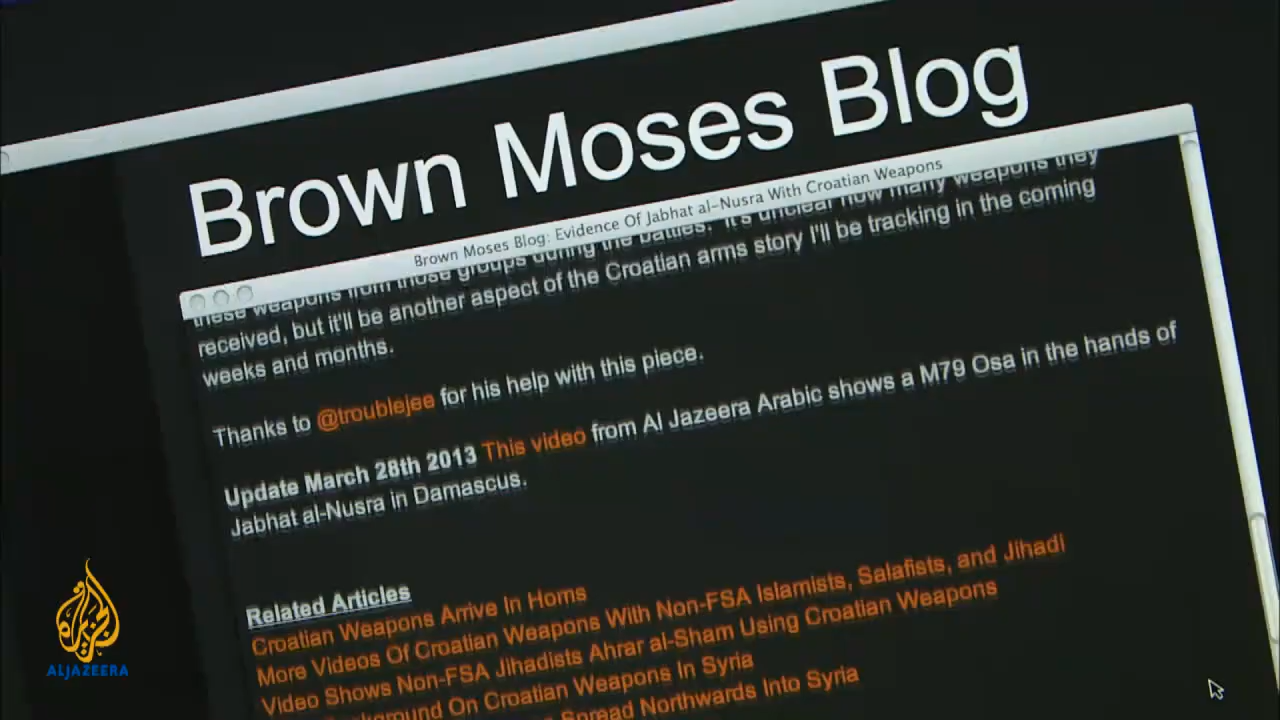 Brown Moses Blog
Brown Moses Blog: Evidence Of Jabhat al-Nusra With Croatian Weapons
these weapons from those groups during the battles. It's unclear how many weapons they
received, but it'll be another aspect of the Croatian arms story I'll be tracking in the coming
weeks and months.
Thanks to @troublejee for his help with this piece.
Update March 28th 2013 This video from Al Jazeera Arabic shows a M79 Osa in the hands of
Jabhat al-Nusra in Damascus.
Related Articles
Croatian Weapons Arrive In Homs
More Videos Of Croatian Weapons With Non-FSA Islamists, Salafists, and Jihadi
Video Shows Non-FSA Jihadists Ahrar al-Sham Using Croatian Weapons
On Croatian Weapons In Syria
Spread Northwards Into Syria
الجزيرة
ALJAZEERA